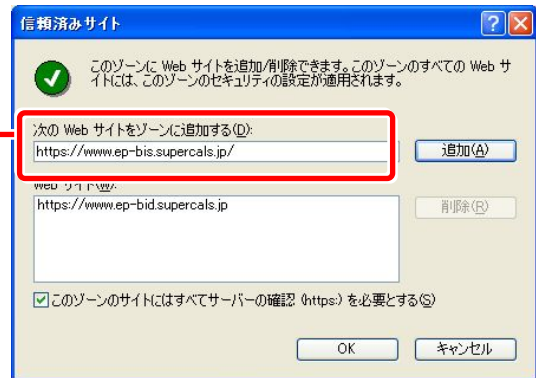 信頼済みサイト
このゾーンに Web サイトを追加/削除できます。このゾーンのすべての Web サ
イトには、このゾーンのセキュリティの設定が適用されます。
次の Web サイトをゾーンに追加する(D):
https://www.ep-bis.supercals.jp/
追加(A)
Web サイト(W):
https://www.ep-bid.supercals.jp
削除(R)
このゾーンのサイトにはすべてサーバーの確認 (https:) を必要とする(S)
OK
キャンセル